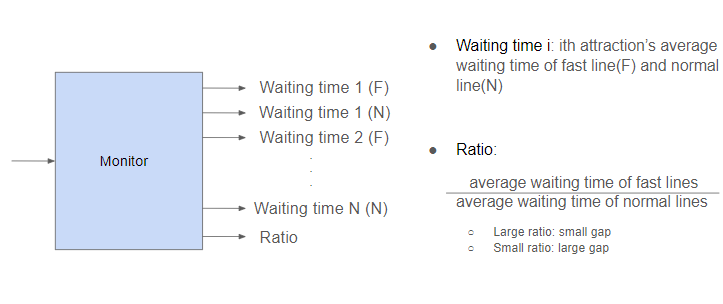 Monitor
Waiting time 1 (F)
Waiting time 1 (N)
Waiting time 2 (F)
.
.
.
Waiting time N (N)
Ratio
● Waiting time i: ith attraction's average
waiting time of fast line(F) and normal
line(N)
● Ratio:
average waiting time of fast lines
average waiting time of normal lines
○ Large ratio: small gap
○ Small ratio: large gap